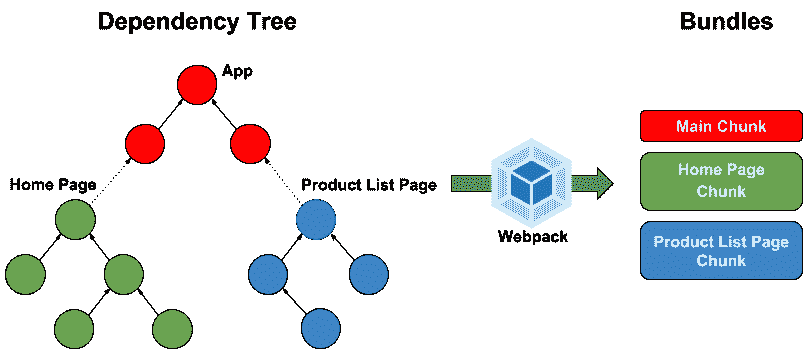 Dependency Tree
Bundles
App
Main Chunk
Home Page
Product List Page
Home Page
Chunk
Webpack
Product List Page
Chunk